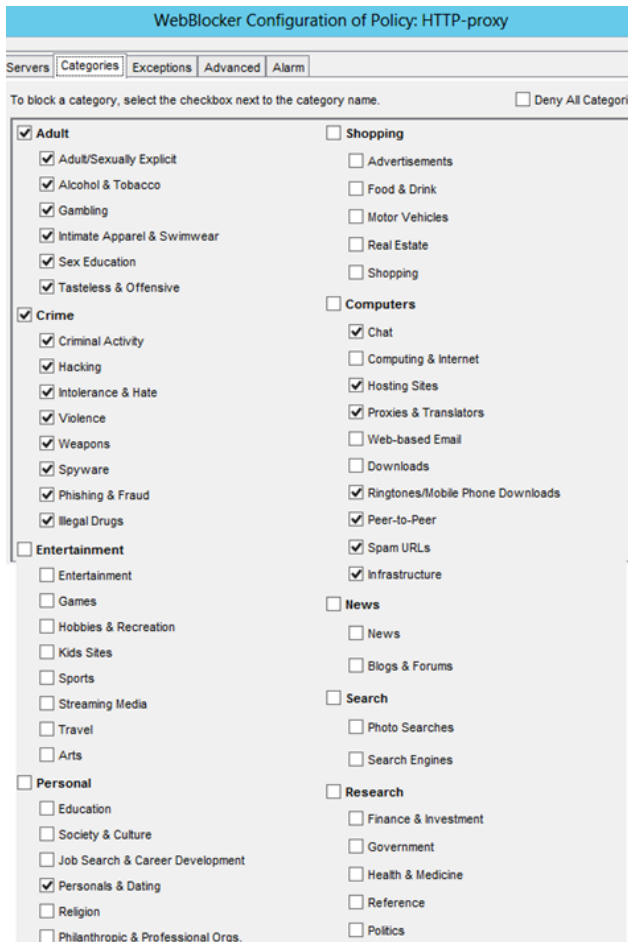 WebBlocker Configuration of Policy: HTTP-proxy
Servers Categories Exceptions Advanced Alarm
To block a category, select the checkbox next to the category name.
Deny All Categori
Adult
Adult/Sexually Explicit
Alcohol & Tobacco
Gambling
Intimate Apparel & Swimwear
Sex Education
Tasteless & Offensive
Crime
Criminal Activity
Hacking
Intolerance & Hate
Violence
Weapons
Spyware
Phishing & Fraud
Illegal Drugs
Entertainment
Entertainment
Games
Hobbies & Recreation
Kids Sites
Sports
Streaming Media
Travel
Arts
Personal
Education
Society & Culture
Job Search & Career Development
Personals & Dating
Religion
Philanthropic & Professional Orgs.
Shopping
Advertisements
Food & Drink
Motor Vehicles
Real Estate
Shopping
Computers
Chat
Computing & Internet
Hosting Sites
Proxies & Translators
Web-based Email
Downloads
Ringtones/Mobile Phone Downloads
Peer-to-Peer
Spam URLs
Infrastructure
News
News
Blogs & Forums
Search
Photo Searches
Search Engines
Research
Finance & Investment
Government
Health & Medicine
Reference
Politics